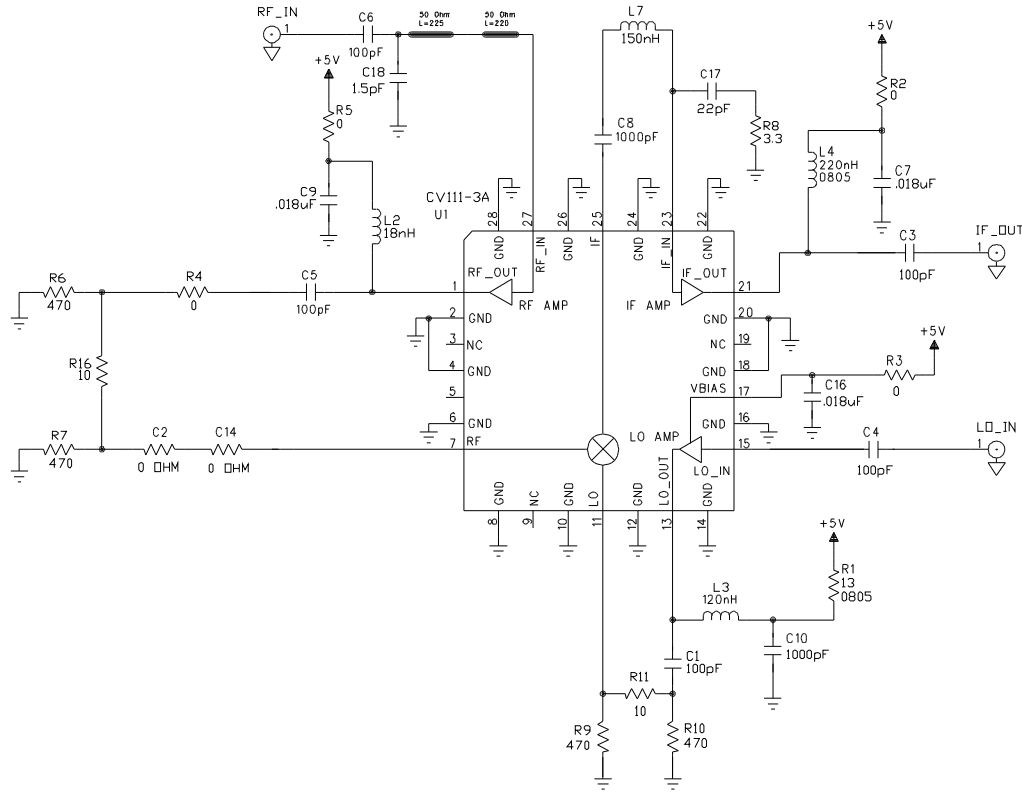 RF_IN
1
C6
100pF
50 Ohm
L=225
50 Ohm
L=220
C18
1.5pF
+5V
R5
0
C9
.018uF
L2
18nH
L7
150nH
C17
22pF
C8
1000pF
R8
3.3
+5V
R2
0
L4
220nH
0805
C7
.018uF
C3
100pF
IF_OUT
1
CV111-3A
U1
28
27
26
25
24
23
22
GND
RF_IN
GND
IF
GND
IF_IN
GND
RF_OUT
RF AMP
IF_OUT
IF AMP
1
2
GND
3
NC
4
GND
5
6
GND
7
RF
21
20
GND
19
NC
18
GND
17
VBIAS
16
GND
15
LO AMP
LO_IN
LO_OUT
8
GND
9
NC
10
GND
11
LO
12
GND
13
14
GND
R6
470
R4
0
C5
100pF
R16
10
R7
470
C2
0 OHM
C14
0 OHM
+5V
R3
0
C16
.018uF
C4
100pF
LO_IN
1
+5V
R1
13
0805
L3
120nH
C10
1000pF
C1
100pF
R11
10
R9
470
R10
470